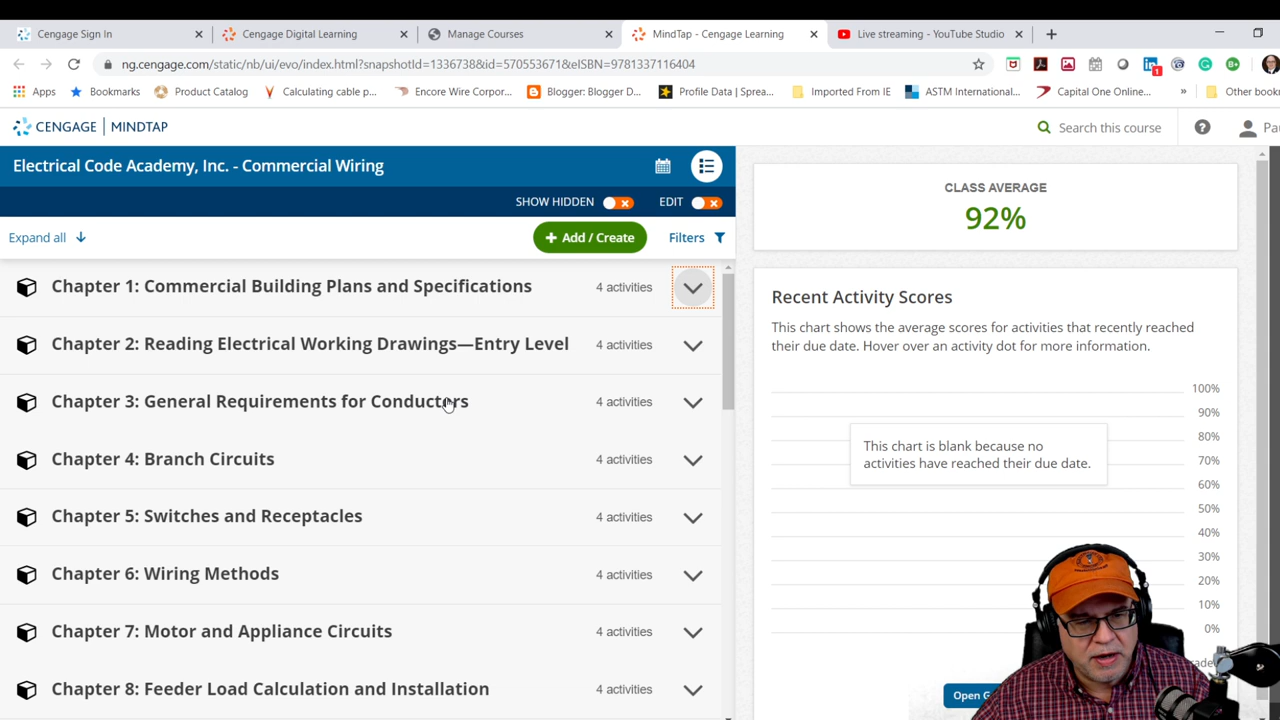 Cengage Sign In
Cengage Digital Learning
Manage Courses
MindTap - Cengage Learning
Live streaming - YouTube Studio
ng.cengage.com/static/nb/ui/evo/index.html?snapshotId=1336738&id=570553671&eISBN=9781337116404
1
Apps
Bookmarks
Product Catalog
Calculating cable p...
Encore Wire Corpor...
Blogger: Blogger D...
Profile Data | Sprea...
Imported From IE
ASTM International...
Capital One Online...
»
Other book
CENGAGE | MINDTAP
Search this course
Electrical Code Academy, Inc. - Commercial Wiring
SHOW HIDDEN
EDIT
Expand all
+ Add / Create
Filters
Chapter 1: Commercial Building Plans and Specifications
4 activities
Chapter 2: Reading Electrical Working Drawings—Entry Level
4 activities
Chapter 3: General Requirements for Conductors
4 activities
Chapter 4: Branch Circuits
4 activities
Chapter 5: Switches and Receptacles
4 activities
Chapter 6: Wiring Methods
4 activities
Chapter 7: Motor and Appliance Circuits
4 activities
Chapter 8: Feeder Load Calculation and Installation
4 activities
CLASS AVERAGE
92%
Recent Activity Scores
This chart shows the average scores for activities that recently reached
their due date. Hover over an activity dot for more information.
100%
90%
80%
70%
60%
50%
40%
30%
20%
10%
0%
This chart is blank because no
activities have reached their due date.
Open